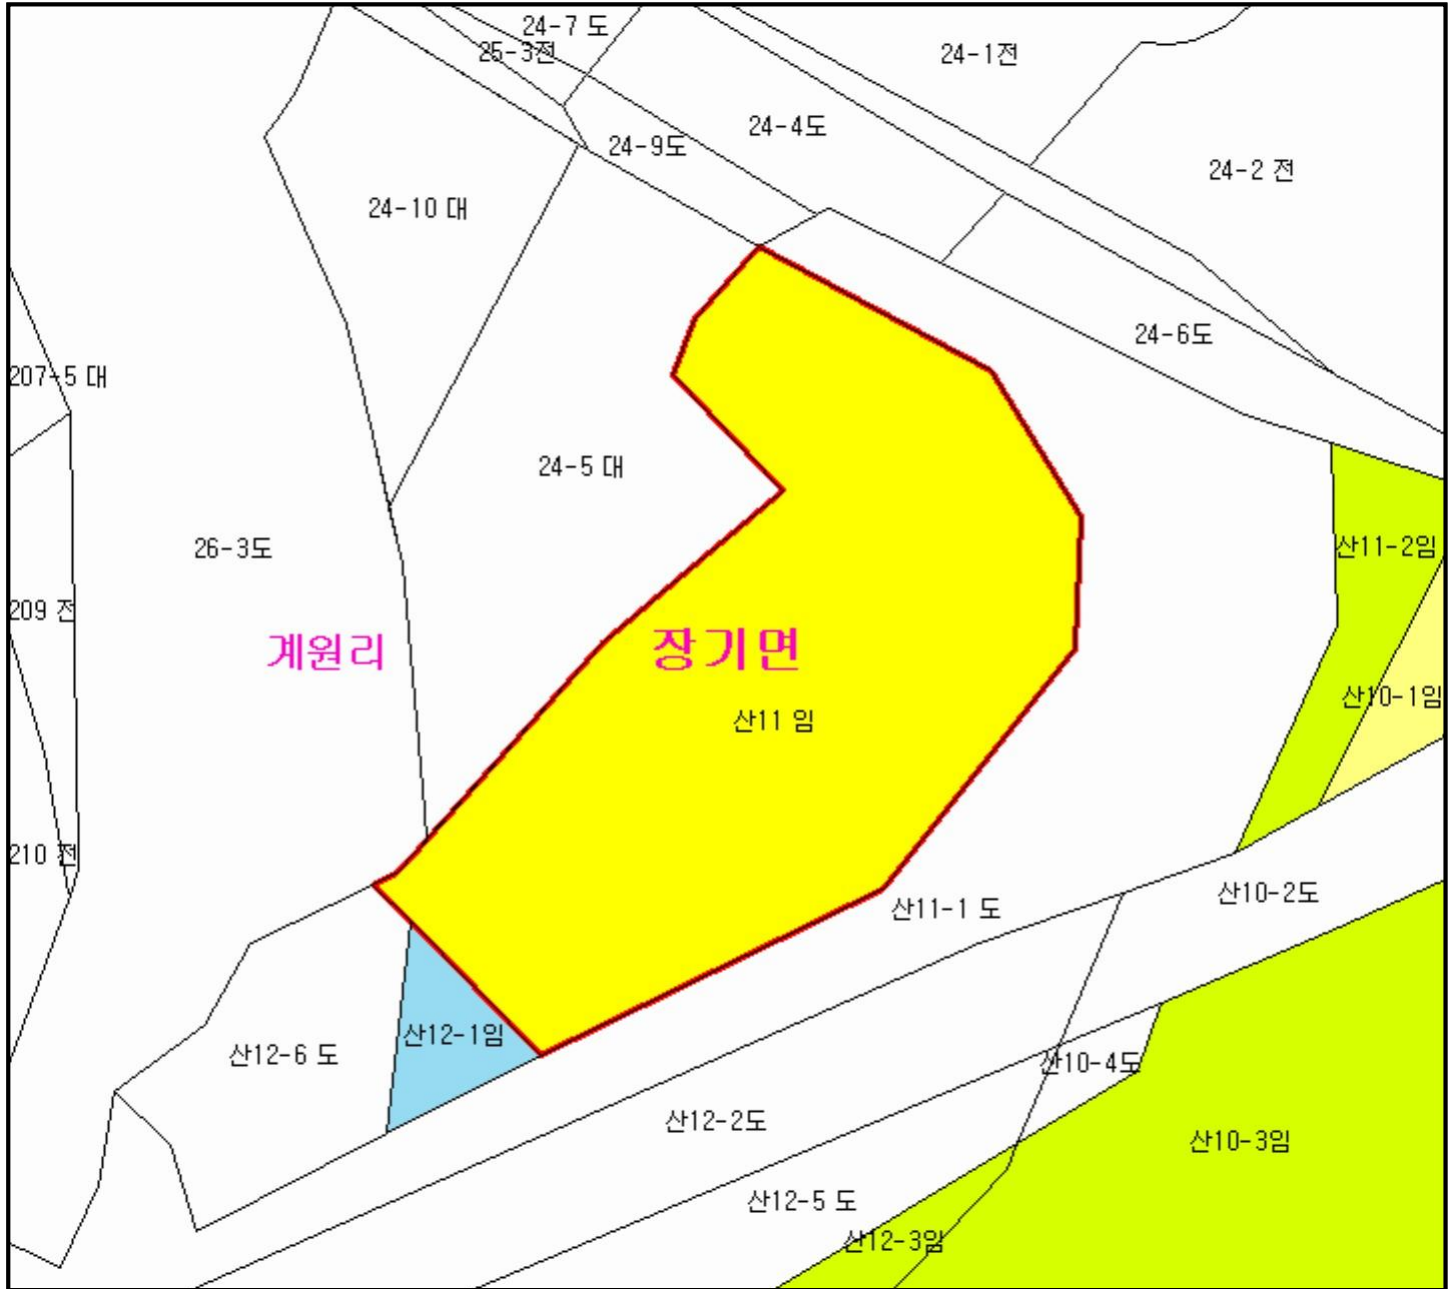 24-7 도
25-3전
24-1전
24-4도
24-9도
24-2 전
24-10 대
24-6도
207-5 대
24-5 대
26-3도
산11-2임
209 전
계원리
장기면
산10-1임
산11 임
210 전
산10-2도
산11-1 도
산12-1임
산12-6 도
산10-4도
산12-2도
산10-3임
산12-5 도
산12-3임